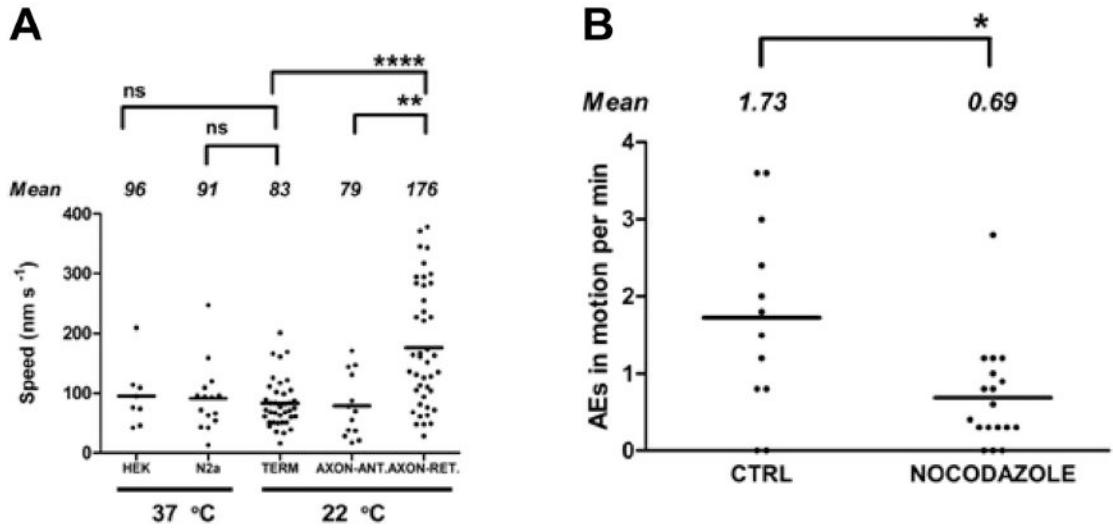 A
****
ns
**
ns
Mean 96 91 83 79 176
400
300
200
100
0
Speed (nm s -1)
HEK N2a TERM AXON-ANT. AXON-RET.
37 °C 22 °C
B
*
Mean 1.73 0.69
4
3
2
1
0
AEs in motion per min
CTRL NOCODAZOLE